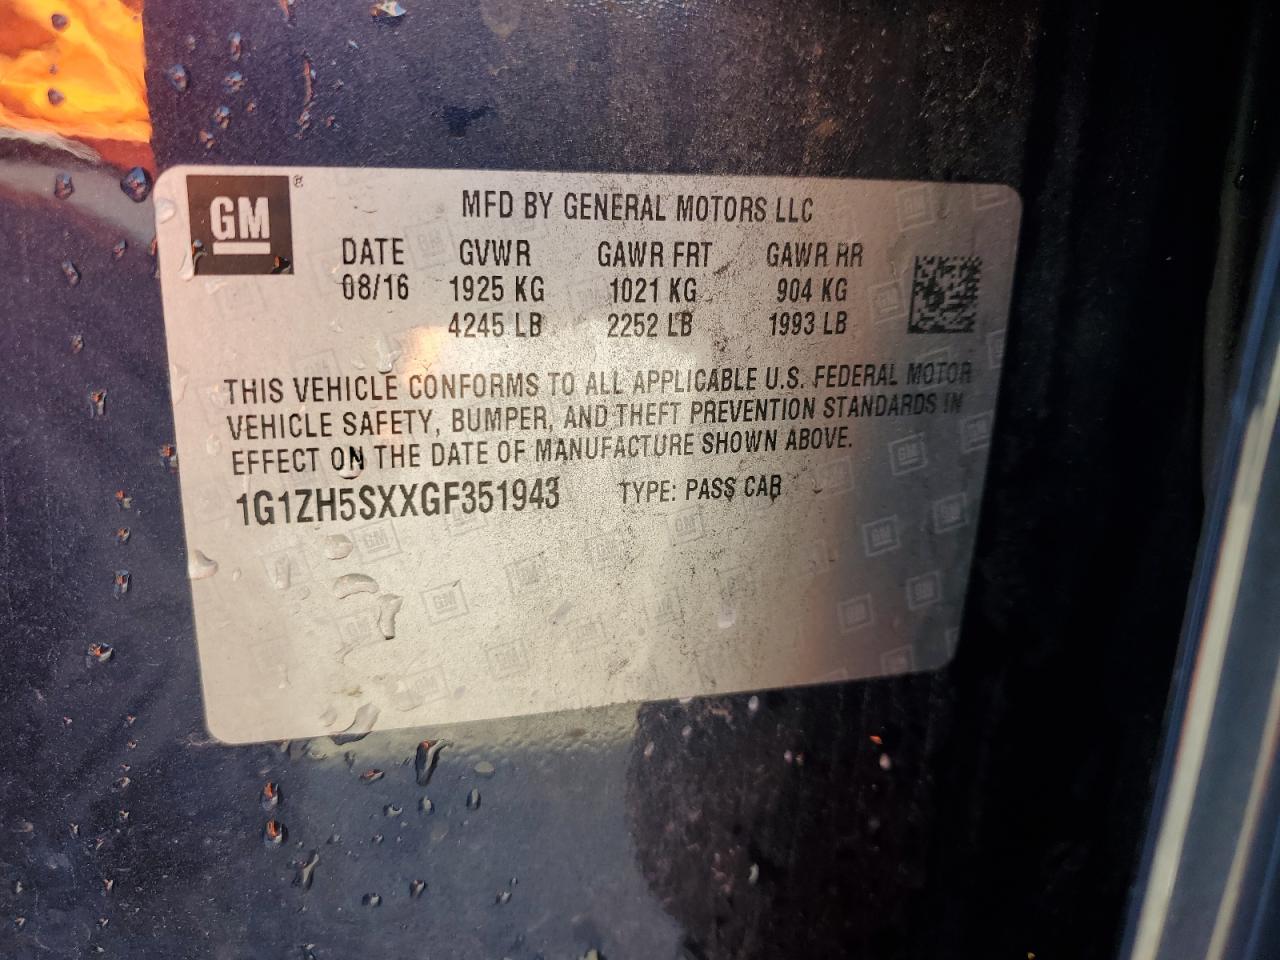 GM ®
MFD BY GENERAL MOTORS LLC
DATE GVWR GAWR FRT GAWR RR
08/16 1925 KG 1021 KG 904 KG
4245 LB 2252 LB 1993 LB
THIS VEHICLE CONFORMS TO ALL APPLICABLE U.S. FEDERAL MOTOR
VEHICLE SAFETY, BUMPER, AND THEFT PREVENTION STANDARDS IN
EFFECT ON THE DATE OF MANUFACTURE SHOWN ABOVE.
1G1ZH5SXXGF351943 TYPE: PASS CAR